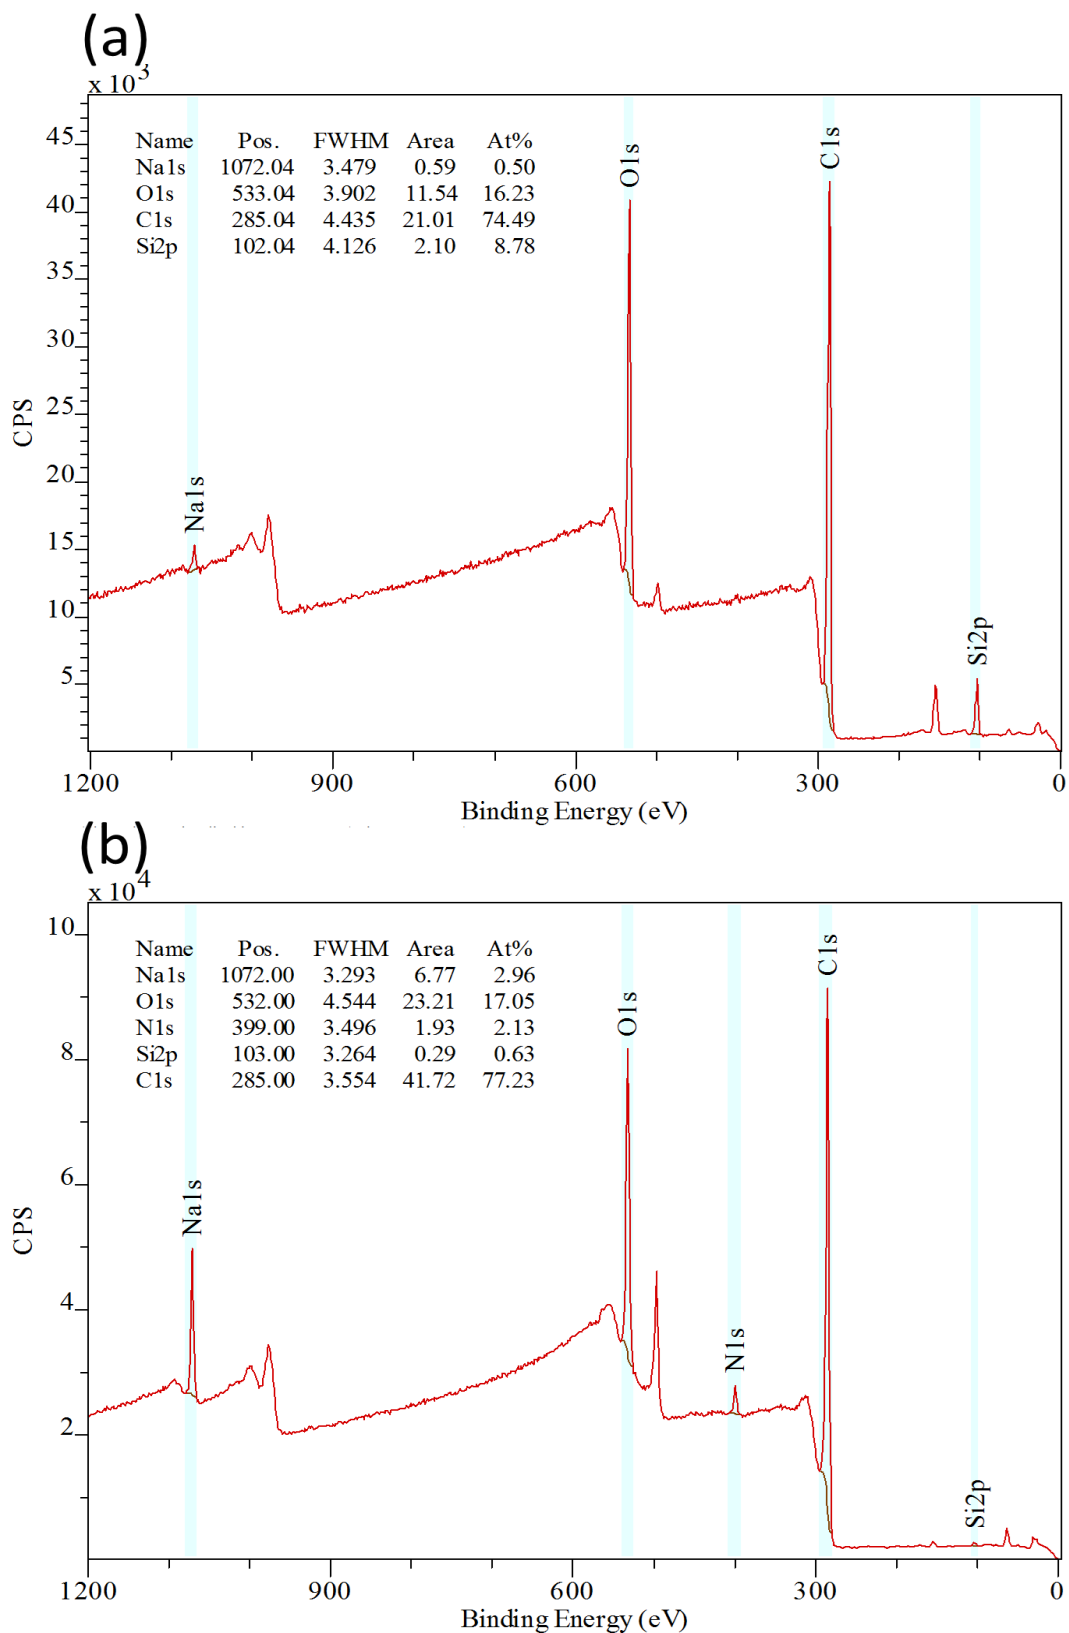 (a)
x 10³
Name Pos. FWHM Area At%
Na1s 1072.04 3.479 0.59 0.50
O1s 533.04 3.902 11.54 16.23
C1s 285.04 4.435 21.01 74.49
Si2p 102.04 4.126 2.10 8.78
45
40
35
30
25
20
15
10
5
CPS
Na1s
O1s
C1s
Si2p
1200 900 600 300 0
Binding Energy (eV)
(b)
x 10⁴
Name Pos. FWHM Area At%
Na1s 1072.00 3.293 6.77 2.96
O1s 532.00 4.544 23.21 17.05
N1s 399.00 3.496 1.93 2.13
Si2p 103.00 3.264 0.29 0.63
C1s 285.00 3.554 41.72 77.23
10
8
6
4
2
CPS
Na1s
O1s
N1s
C1s
Si2p
1200 900 600 300 0
Binding Energy (eV)